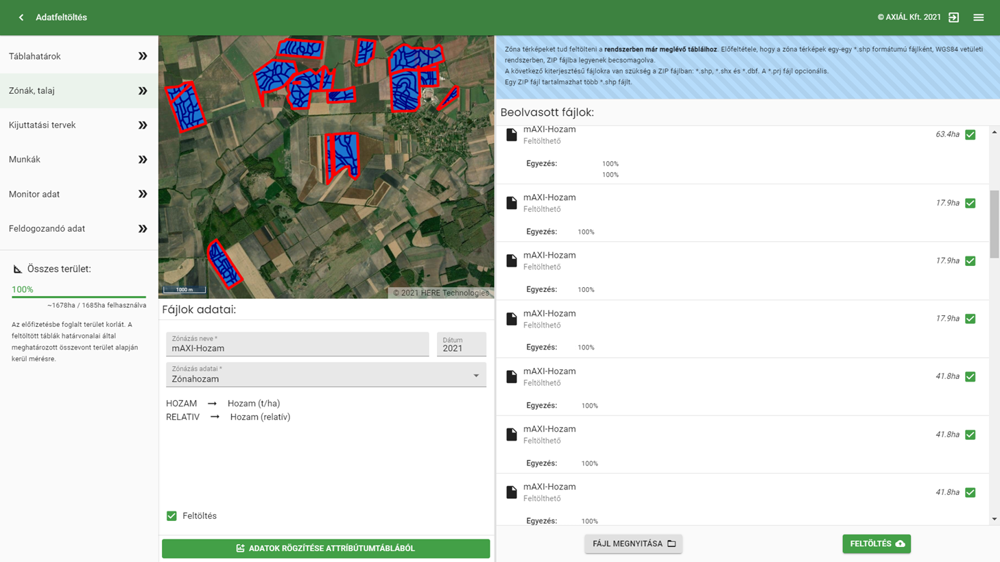 Adatfeltöltés
© AXIÁL Kft. 2021
Táblahatárok
Zónák, talaj
Kijuttatási tervek
Munkák
Monitor adat
Feldogozandó adat
Összes terület:
100%
~1678ha / 1685ha felhasználva
Az előfizetésbe foglalt terület korlát. A
feltöltött táblák határvonalai által
meghatározott összevont terület alapján
kerül mérésre.
1000 m
© 2021 HERE Technologies
Fájlok adatai:
Zónázás neve *
mAXI-Hozam
Dátum
2021
Zónázás adatai *
Zónahozam
HOZAM → Hozam (t/ha)
RELATIV → Hozam (relatív)
Feltöltés
ADATOK RÖGZÍTÉSE ATTRIBÚTUMTÁBLÁBÓL
Zóna térképeket tud feltölteni a rendszerben már meglévő tábláihoz. Előfeltétele, hogy a zóna térképek egy-egy *.shp formátumú fájlként, WGS84 vetületi
rendszerben, ZIP fájlba legyenek becsomagolva.
A következő kiterjesztésű fájlokra van szükség a ZIP fájlban: *.shp, *.shx és *.dbf. A *.prj fájl opcionális.
Egy ZIP fájl tartalmazhat több *.shp fájlt.
Beolvasott fájlok:
mAXI-Hozam
Feltölthető
63.4ha
Egyezés: 100%
100%
mAXI-Hozam
Feltölthető
17.9ha
Egyezés: 100%
mAXI-Hozam
Feltölthető
17.9ha
Egyezés: 100%
mAXI-Hozam
Feltölthető
17.9ha
Egyezés: 100%
mAXI-Hozam
Feltölthető
41.8ha
Egyezés: 100%
mAXI-Hozam
Feltölthető
41.8ha
Egyezés: 100%
mAXI-Hozam
Feltölthető
41.8ha
Egyezés: 100%
FÁJL MEGNYITÁSA
FELTÖLTÉS